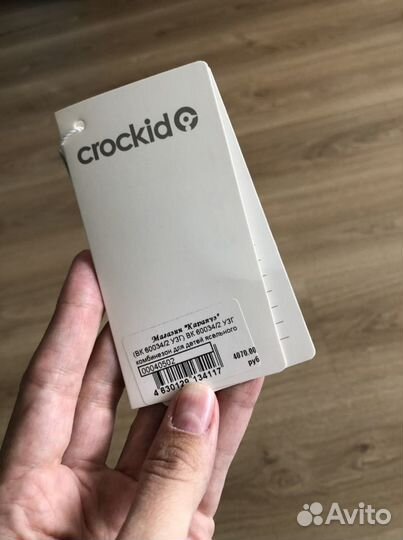 crockid
Магазин "Карапуз"
(ВК 60034/2 УЗГ) ВК 60034/2 УЗГ
комбинезон для детей ясельного
00040502
4070.00
руб
4 630129 134117
Avito